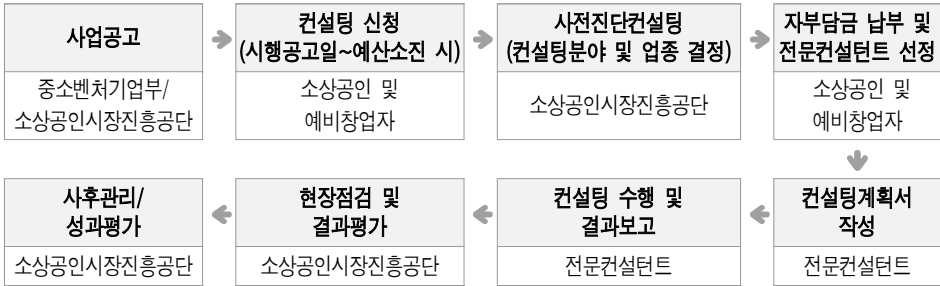 사업공고
중소벤처기업부/
소상공인시장진흥공단
컨설팅 신청
(시행공고일~예산소진 시)
소상공인 및
예비창업자
사전진단컨설팅
(컨설팅분야 및 업종 결정)
소상공인시장진흥공단
자부담금 납부 및
전문컨설턴트 선정
소상공인 및
예비창업자
컨설팅계획서
작성
전문컨설턴트
컨설팅 수행 및
결과보고
전문컨설턴트
현장점검 및
결과평가
소상공인시장진흥공단
사후관리/
성과평가
소상공인시장진흥공단